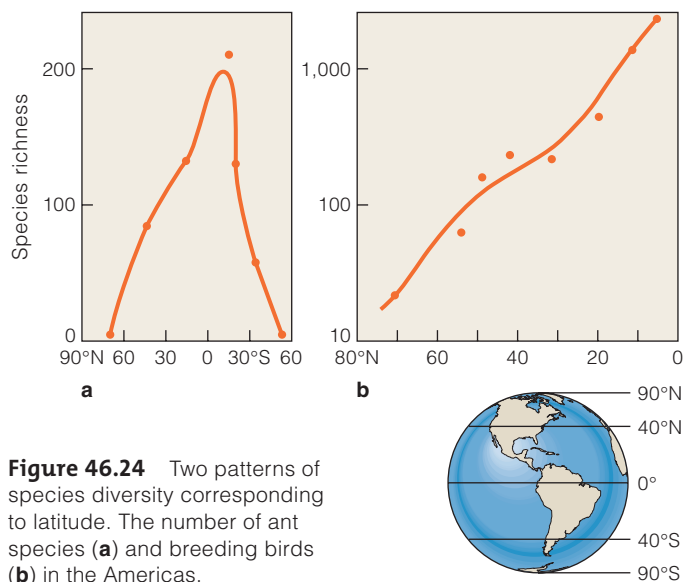 Species richness
200
100
0
90°N 60 30 0 30°S 60
a
1,000
100
10
80°N 60 40 20 0
b
90°N
40°N
0°
40°S
90°S
Figure 46.24 Two patterns of
species diversity corresponding
to latitude. The number of ant
species (a) and breeding birds
(b) in the Americas.